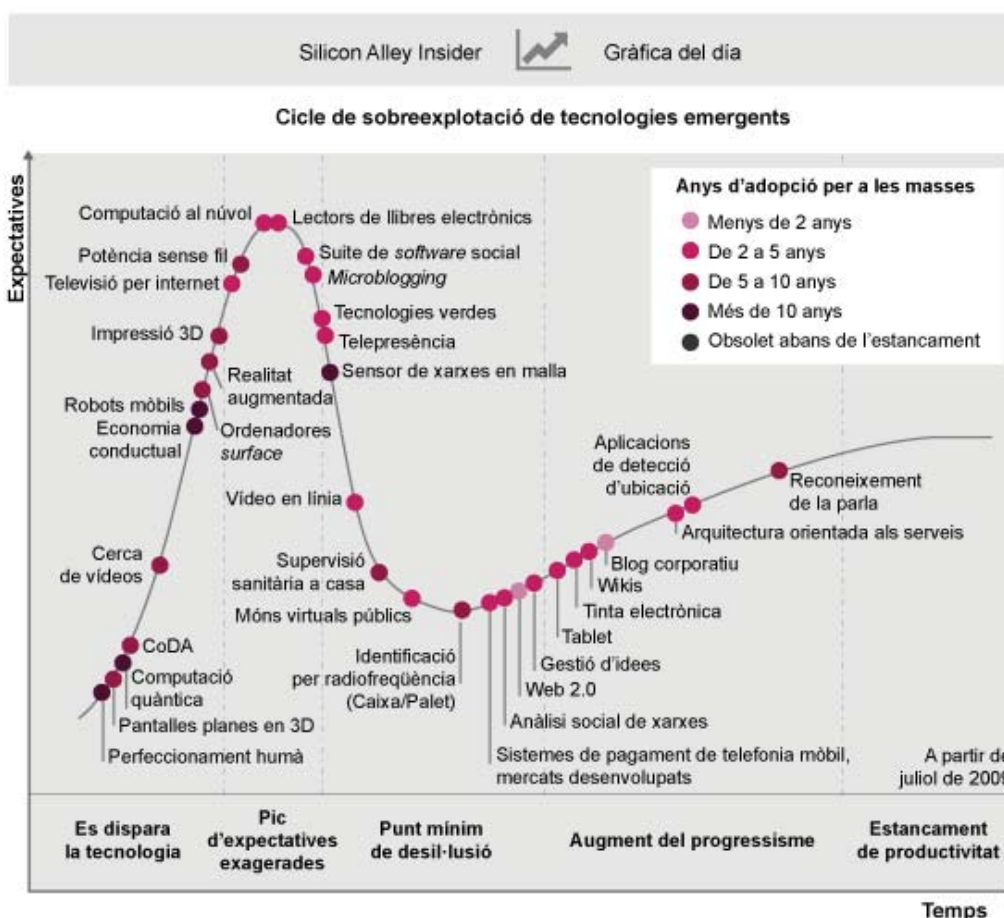 Silicon Alley Insider
Gràfica del día
Cicle de sobreexplotació de tecnologies emergents
Expectatives
Anys d'adopció per a les masses
Menys de 2 anys
De 2 a 5 anys
De 5 a 10 anys
Més de 10 anys
Obsolet abans de l'estancament
Computació al núvol
Lectors de llibres electrònics
Potència sense fil
Suite de software social
Televisió per internet
Microblogging
Tecnologies verdes
Impressió 3D
Telepresència
Realitat
augmentada
Sensor de xarxes en malla
Robots mòbils
Economia
conductual
Ordenadores
surface
Vídeo en línia
Cerca
de vídeos
Supervisió
sanitària a casa
Móns virtuals públics
CoDA
Computació
quàntica
Pantalles planes en 3D
Perfeccionament humà
Identificació
per radiofreqüència
(Caixa/Palet)
Aplicacions
de detecció
d'ubicació
Reconeixement
de la parla
Arquitectura orientada als serveis
Blog corporatiu
Wikis
Tinta electrònica
Tablet
Gestió d'idees
Web 2.0
Anàlisi social de xarxes
Sistemes de pagament de telefonia mòbil,
mercats desenvolupats
A partir de
juliol de 2009
Es dispara
la tecnologia
Pic
d'expectatives
exagerades
Punt mínim
de desil·lusió
Augment del progressisme
Estancament
de productivitat
Temps